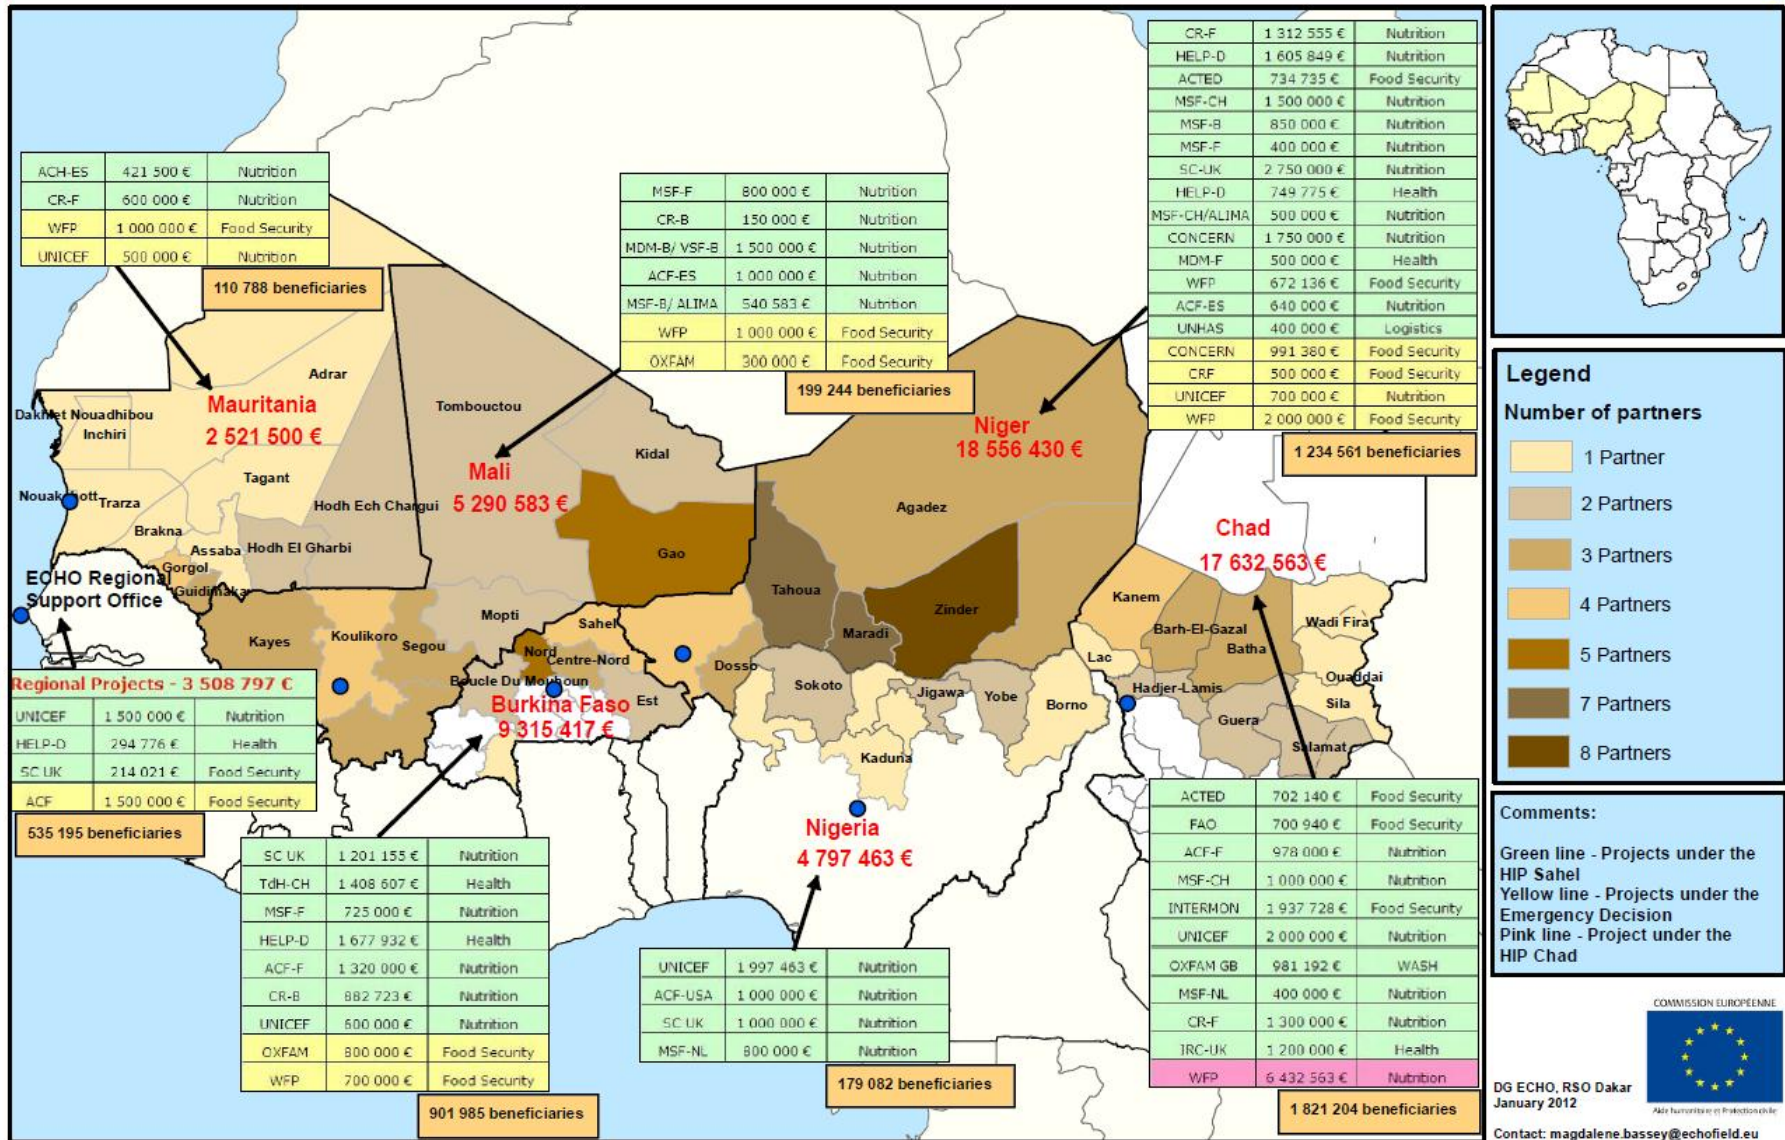 ACH-ES 421 500 € Nutrition
CR-F 600 000 € Nutrition
WFP 1 000 000 € Food Security
UNICEF 500 000 € Nutrition
110 788 beneficiaries
MSF-F 800 000 € Nutrition
CR-B 150 000 € Nutrition
MDM-B/ VSF-B 1 500 000 € Nutrition
ACF-ES 1 000 000 € Nutrition
MSF-B/ ALIMA 540 583 € Nutrition
WFP 1 000 000 € Food Security
OXFAM 300 000 € Food Security
199 244 beneficiaries
CR-F 1 312 555 € Nutrition
HELP-D 1 605 849 € Nutrition
ACTED 734 735 € Food Security
MSF-CH 1 500 000 € Nutrition
MSF-B 850 000 € Nutrition
MSF-F 400 000 € Nutrition
SC-UK 2 750 000 € Nutrition
HELP-D 749 775 € Health
MSF-CH/ALIMA 500 000 € Nutrition
CONCERN 1 750 000 € Nutrition
MDM-F 500 000 € Health
WFP 672 136 € Food Security
ACF-ES 640 000 € Nutrition
UNHAS 400 000 € Logistics
CONCERN 991 380 € Food Security
CRF 500 000 € Food Security
UNICEF 700 000 € Nutrition
WFP 2 000 000 € Food Security
1 234 561 beneficiaries
Mauritania
2 521 500 €
Adrar
Dakhlet Nouadhibou
Inchiri
Tagant
Nouakchott
Trarza
Brakna
Assaba
Hodh El Gharbi
Hodh Ech Chargui
Gorgol
Guidimaka
Mali
5 290 583 €
Tombouctou
Kidal
Gao
Mopti
Kayes
Koulikoro
Segou
Niger
18 556 430 €
Agadez
Tahoua
Maradi
Zinder
Dosso
Chad
17 632 563 €
Kanem
Barh-El-Gazal
Batha
Wadi Fira
Lac
Hadjer-Lamis
Ouaddai
Sila
Guera
Salamat
Sahel
Nord
Centre-Nord
Boucle Du Mouhoun
Est
Burkina Faso
9 315 417 €
Sokoto
Jigawa
Yobe
Borno
Kaduna
Nigeria
4 797 463 €
ECHO Regional
Support Office
Regional Projects - 3 508 797 €
UNICEF 1 500 000 € Nutrition
HELP-D 294 776 € Health
SC UK 214 021 € Food Security
ACF 1 500 000 € Food Security
535 195 beneficiaries
SC UK 1 201 155 € Nutrition
TdH-CH 1 408 607 € Health
MSF-F 725 000 € Nutrition
HELP-D 1 677 932 € Health
ACF-F 1 320 000 € Nutrition
CR-B 882 723 € Nutrition
UNICEF 600 000 € Nutrition
OXFAM 800 000 € Food Security
WFP 700 000 € Food Security
901 985 beneficiaries
UNICEF 1 997 463 € Nutrition
ACF-USA 1 000 000 € Nutrition
SC UK 1 000 000 € Nutrition
MSF-NL 800 000 € Nutrition
179 082 beneficiaries
ACTED 702 140 € Food Security
FAO 700 940 € Food Security
ACF-F 978 000 € Nutrition
MSF-CH 1 000 000 € Nutrition
INTERMON 1 937 728 € Food Security
UNICEF 2 000 000 € Nutrition
OXFAM GB 981 192 € WASH
MSF-NL 400 000 € Nutrition
CR-F 1 300 000 € Nutrition
IRC-UK 1 200 000 € Health
WFP 6 432 563 € Nutrition
1 821 204 beneficiaries
Legend
Number of partners
1 Partner
2 Partners
3 Partners
4 Partners
5 Partners
7 Partners
8 Partners
Comments:
Green line - Projects under the
HIP Sahel
Yellow line - Projects under the
Emergency Decision
Pink line - Project under the
HIP Chad
COMMISSION EUROPÉENNE
Aide humanitaire et Protection civile
DG ECHO, RSO Dakar
January 2012
Contact: magdalene.bassey@echofield.eu